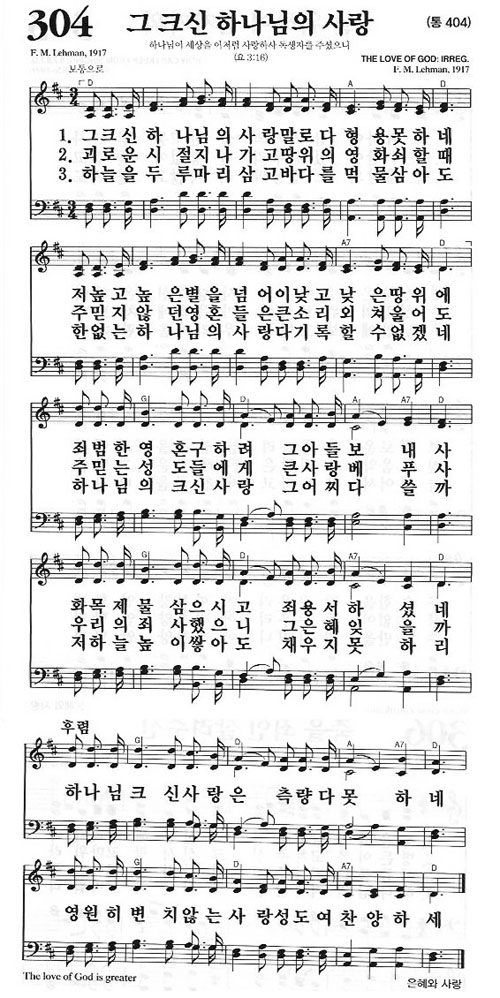 304 그 크신 하나님의 사랑 (통 404)
하나님이 세상을 이처럼 사랑하사 독생자를 주셨으니
(요 3:16)
F. M. Lehman, 1917
THE LOVE OF GOD: IRREG.
보통으로
F. M. Lehman, 1917
D A D
1. 그크신 하 나님의사 랑말로다 형 용못하 네
2. 괴로운시 절지나가 고땅위의 영 화쇠할 때
3. 하늘을 두 루마리삼 고바다를 먹 물삼아 도
G D A7 D
저높고 높 은별을 넘 어이낮고 낮 은땅위 에
주믿지않 던영혼 들 은큰소리 외 쳐울어 도
한없는 하 나님의 사 랑다기록 할 수없겠 네
G D A D
죄범한 영 혼구하 려 그아들보 내 사
주믿는성 도들에 게 큰사랑베 푸 사
하나님의 크신사 랑 그어찌다 쓸 까
G D A A7 D
화목제물 삼으시고 죄용서하 셨 네
우리의죄 사했으니 그은혜잊 을 까
저하늘높 이쌓아도 채우지못 하 리
후렴
G D A A7 D
하나님크 신사랑은 측량다못 하 네
G D A7 D
영원히변 치않는사 랑성도여찬 양하 세
The love of God is greater
은혜와 사랑